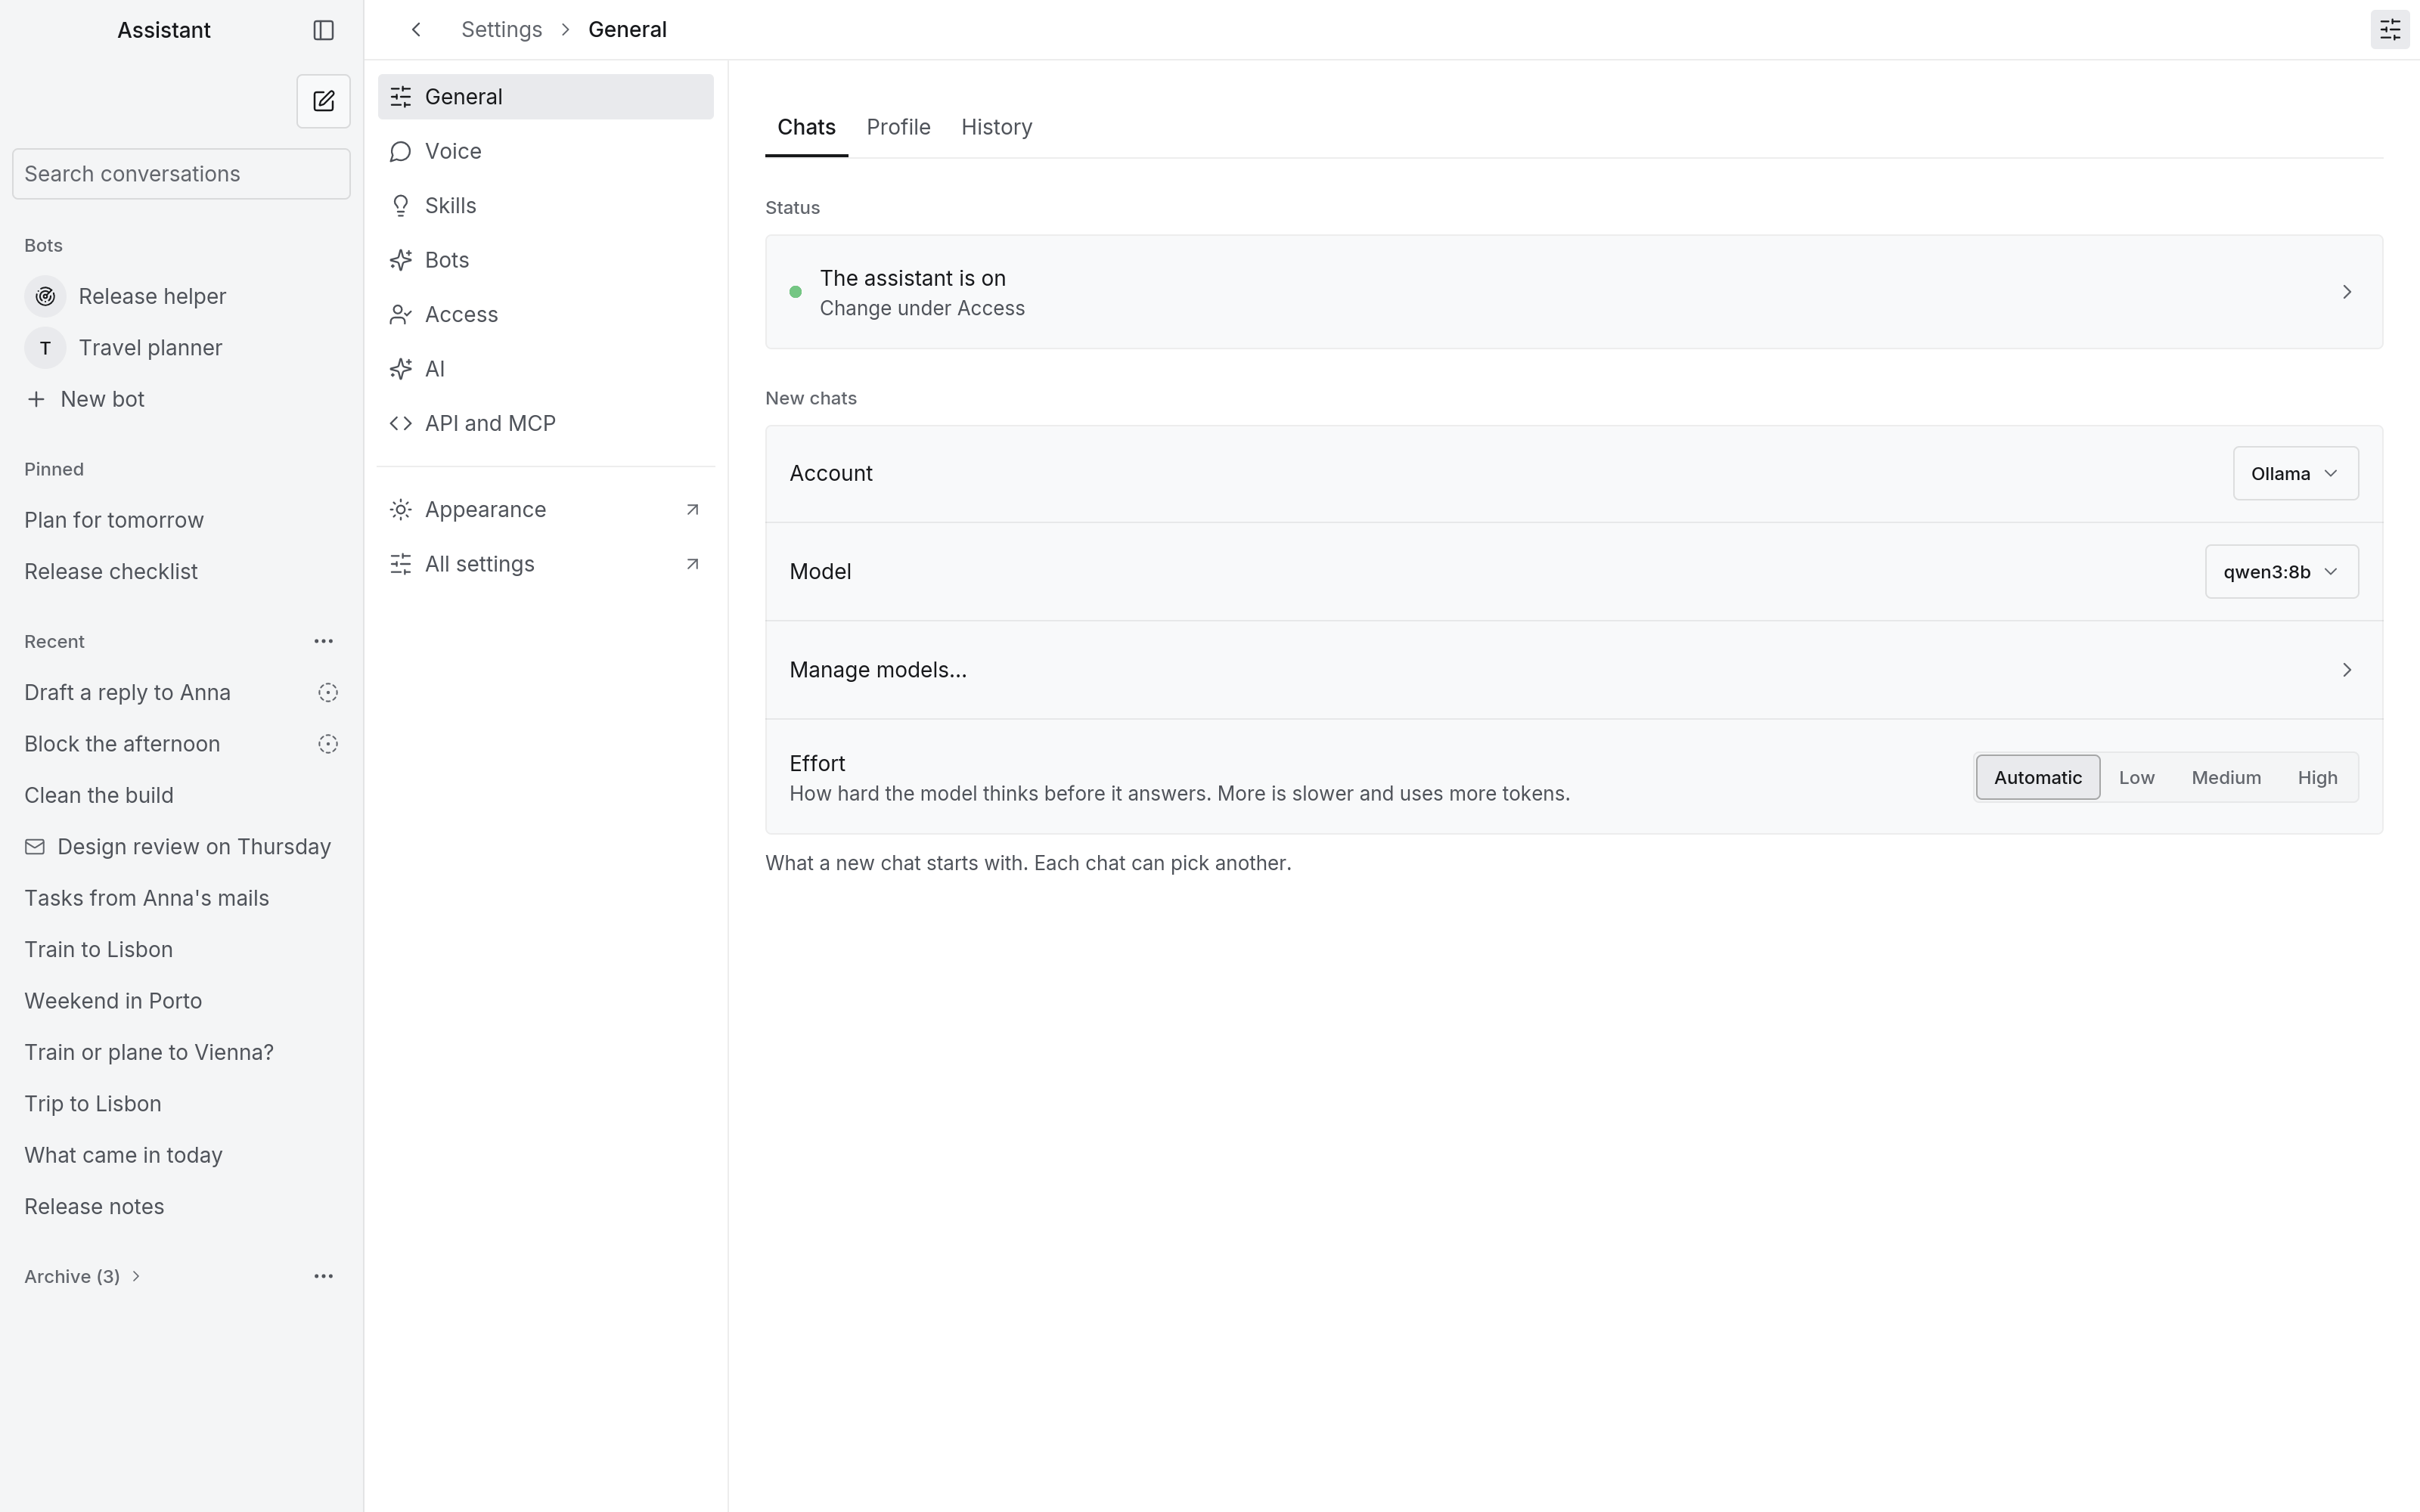 Assistant
Search conversations
Bots
Release helper
T Travel planner
New bot
Pinned
Plan for tomorrow
Release checklist
Recent
Draft a reply to Anna
Block the afternoon
Clean the build
Design review on Thursday
Tasks from Anna's mails
Train to Lisbon
Weekend in Porto
Train or plane to Vienna?
Trip to Lisbon
What came in today
Release notes
Archive (3)
Settings General
General
Voice
Skills
Bots
Access
AI
API and MCP
Appearance
All settings
Chats Profile History
Status
The assistant is on
Change under Access
New chats
Account Ollama
Model qwen3:8b
Manage models...
Effort
How hard the model thinks before it answers. More is slower and uses more tokens.
Automatic Low Medium High
What a new chat starts with. Each chat can pick another.